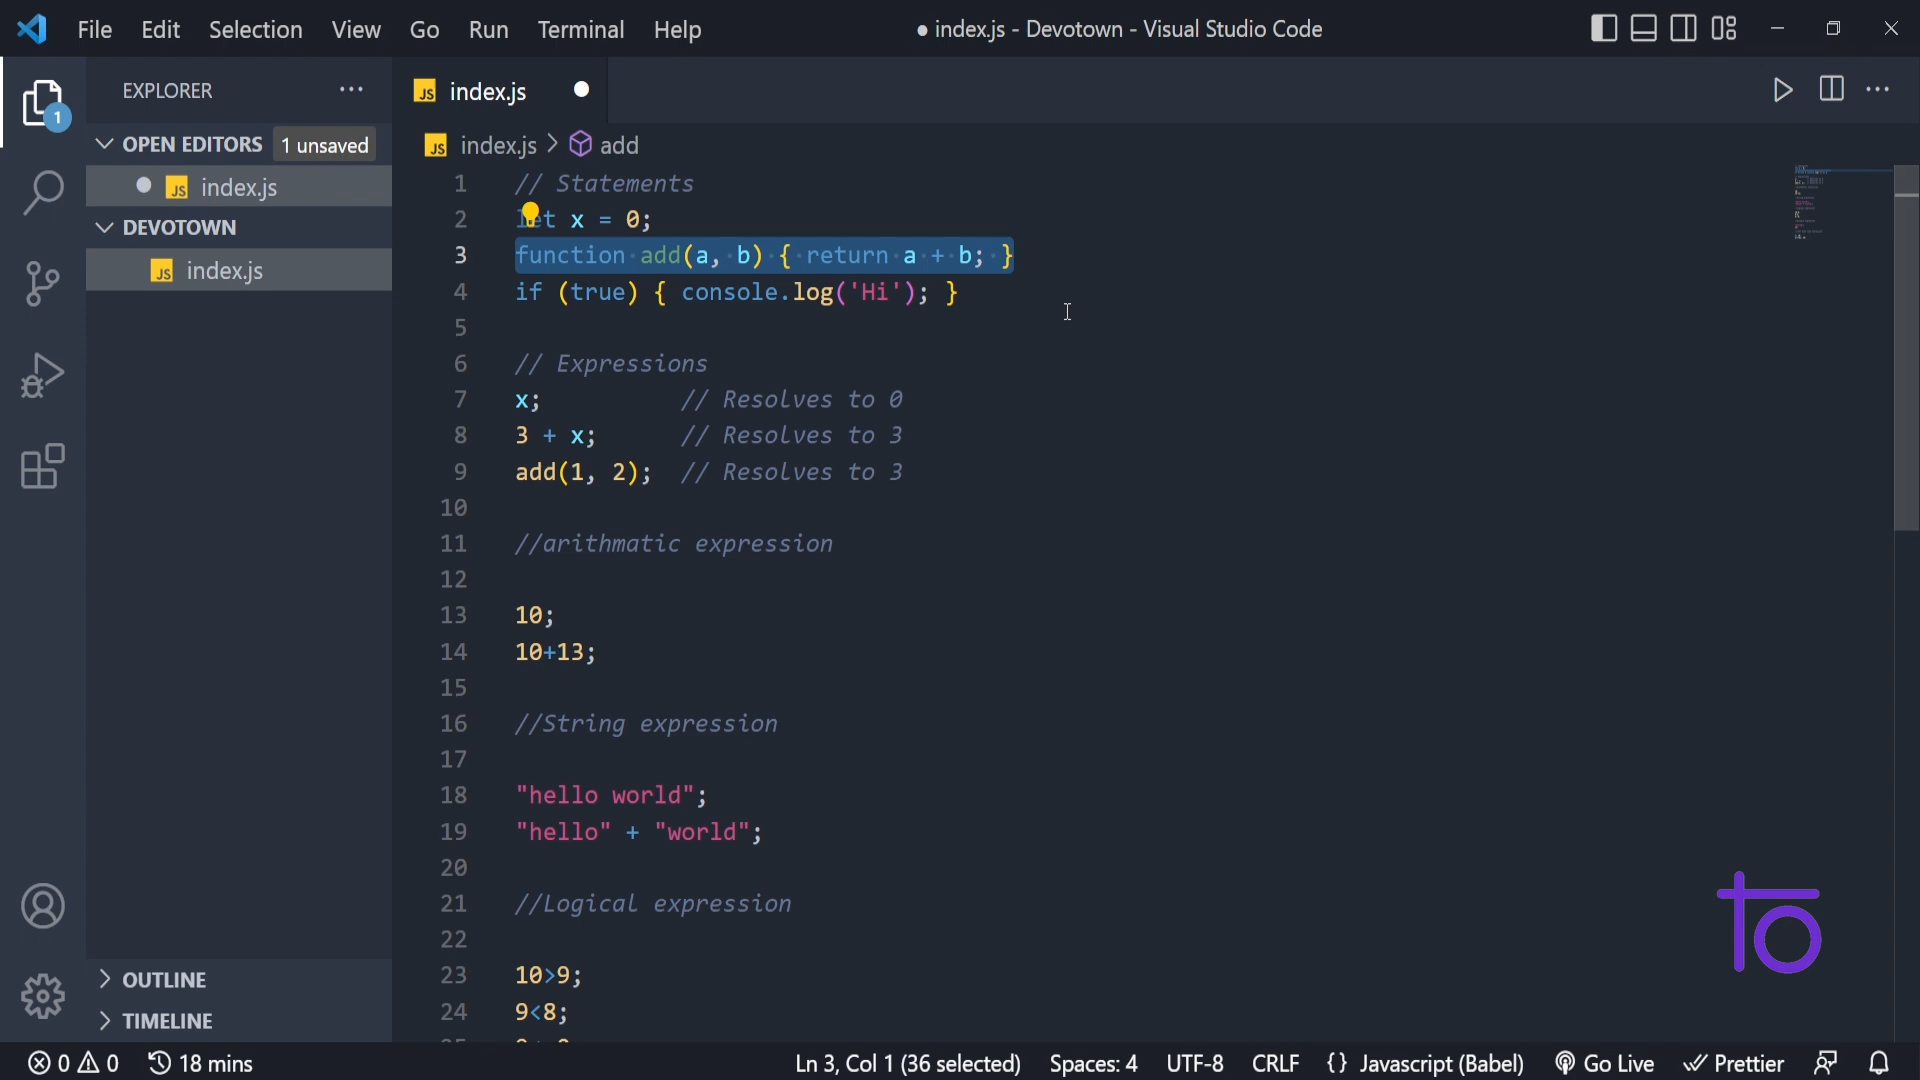 File Edit Selection View Go Run Terminal Help ● index.js - Devotown - Visual Studio Code
EXPLORER ···
1
OPEN EDITORS 1 unsaved
● JS index.js
DEVOTOWN
JS index.js
OUTLINE
TIMELINE
JS index.js ●
JS index.js > add
1 // Statements
2 let x = 0;
3 function add(a, b) { return a + b; }
4 if (true) { console.log('Hi'); }
5
6 // Expressions
7 x; // Resolves to 0
8 3 + x; // Resolves to 3
9 add(1, 2); // Resolves to 3
10
11 //arithmatic expression
12
13 10;
14 10+13;
15
16 //String expression
17
18 "hello world";
19 "hello" + "world";
20
21 //Logical expression
22
23 10>9;
24 9<8;
to
0 0 18 mins Ln 3, Col 1 (36 selected) Spaces: 4 UTF-8 CRLF {} Javascript (Babel) Go Live Prettier